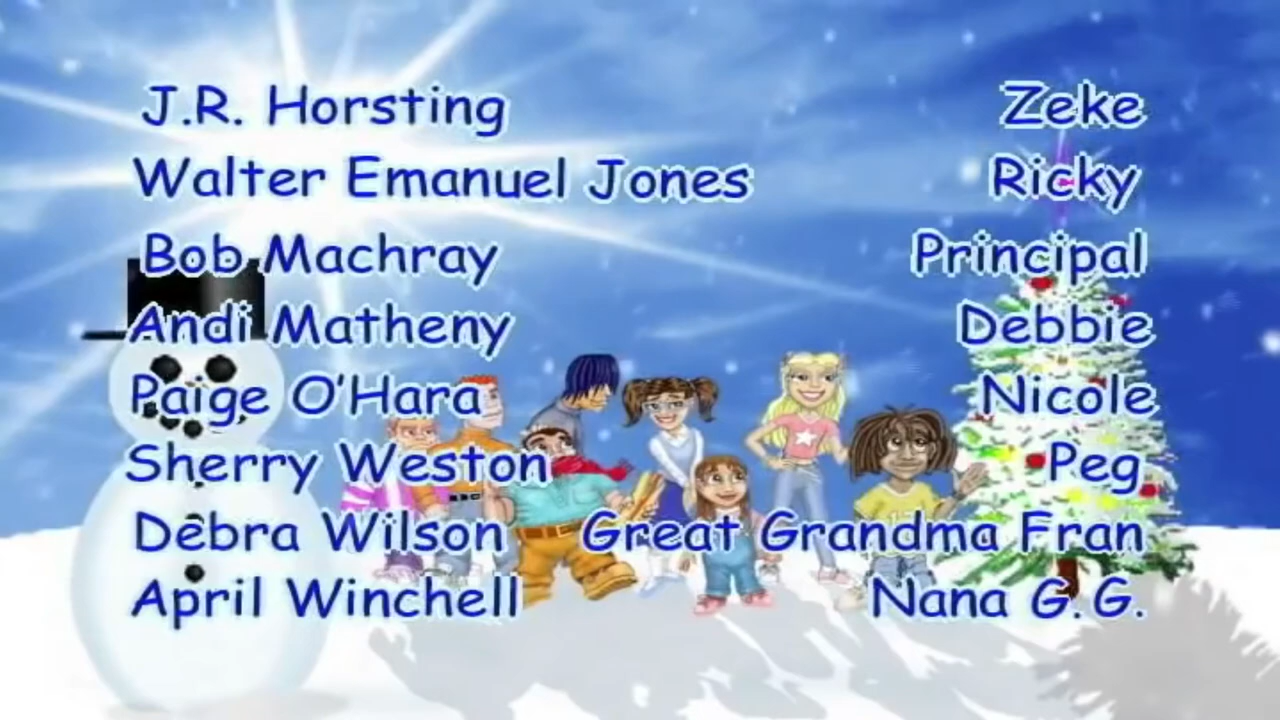 J.R. Horsting Zeke
Walter Emanuel Jones Ricky
Bob Machray Principal
Andi Matheny Debbie
Paige O'Hara Nicole
Sherry Weston Peg
Debra Wilson Great Grandma Fran
April Winchell Nana G.G.